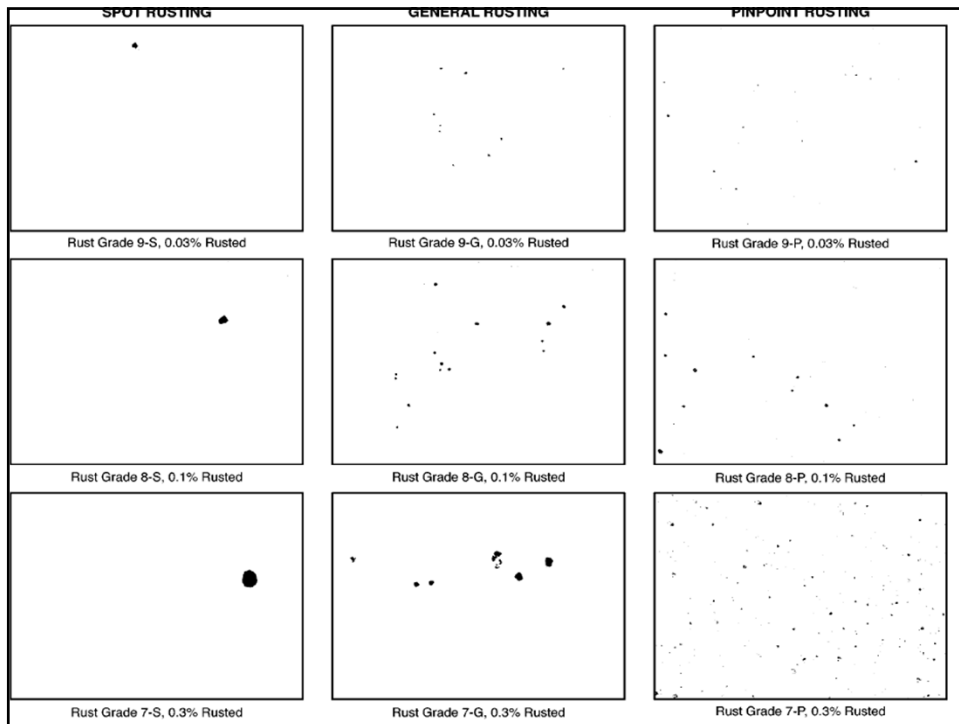 SPOT RUSTING GENERAL RUSTING PINPOINT RUSTING
Rust Grade 9-S, 0.03% Rusted Rust Grade 9-G, 0.03% Rusted Rust Grade 9-P, 0.03% Rusted
Rust Grade 8-S, 0.1% Rusted Rust Grade 8-G, 0.1% Rusted Rust Grade 8-P, 0.1% Rusted
Rust Grade 7-S, 0.3% Rusted Rust Grade 7-G, 0.3% Rusted Rust Grade 7-P, 0.3% Rusted